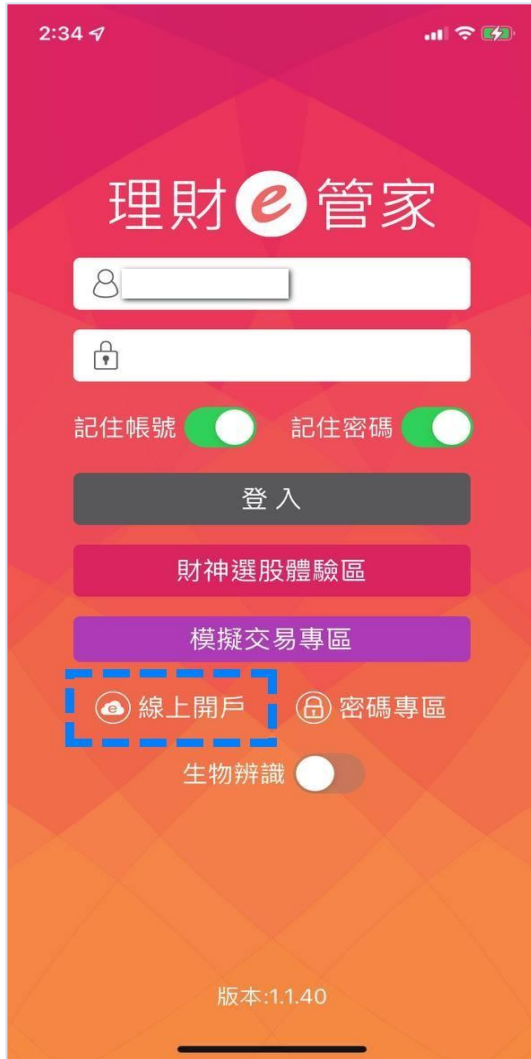 2:34
理財e管家
記住帳號 記住密碼
登入
財神選股體驗區
模擬交易專區
e 線上開戶 密碼專區
生物辨識
版本:1.1.40